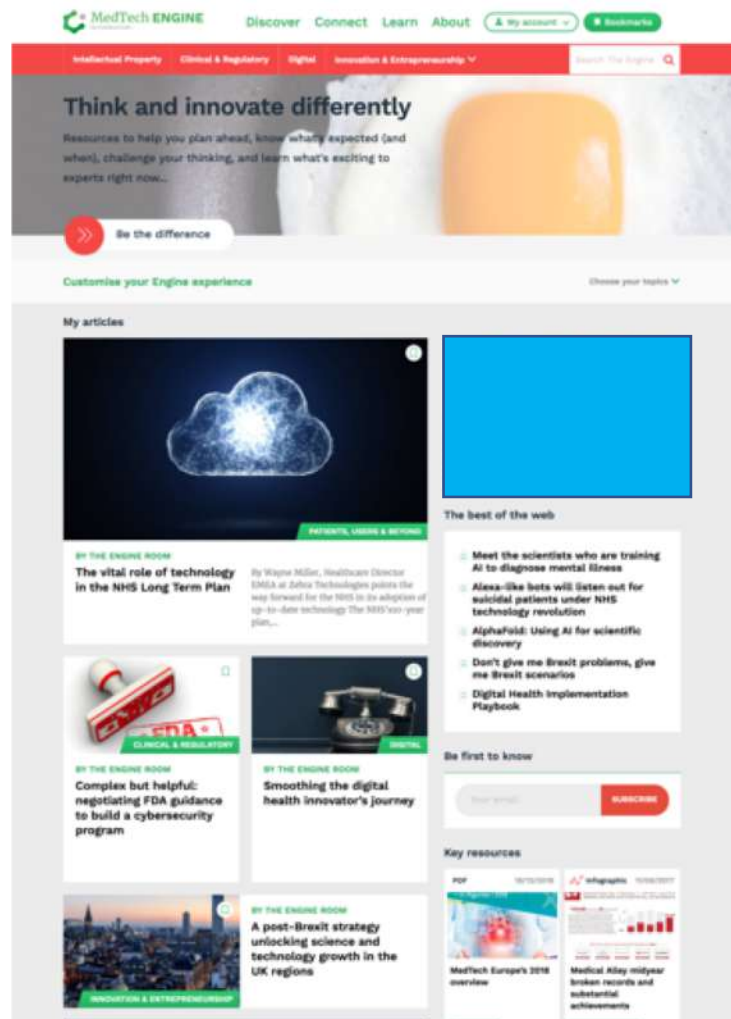 MedTech ENGINE
Discover Connect Learn About My account Bookmarks
Intellectual Property Clinical & Regulatory Digital Innovation & Entrepreneurship
Search The Engine
Think and innovate differently
Resources to help you plan ahead, know what's expected (and
when), challenge your thinking, and learn what's exciting to
experts right now...
Be the difference
Customise your Engine experience
Choose your topics
My articles
PATIENTS, USERS & BEYOND
BY THE ENGINE ROOM
The vital role of technology
in the NHS Long Term Plan
By Wayne Miller, Healthcare Director
EMEA at Zebra Technologies points the
way forward for the NHS in its adoption of
up-to-date technology The NHS'
plan,...
FDA
CLINICAL & REGULATORY
BY THE ENGINE ROOM
Complex but helpful:
negotiating FDA guidance
to build a cybersecurity
program
DIGITAL
BY THE ENGINE ROOM
Smoothing the digital
health innovator's journey
INNOVATION & ENTREPRENEURSHIP
BY THE ENGINE ROOM
A post-Brexit strategy
unlocking science and
technology growth in the
UK regions
The best of the web
Meet the scientists who are training
AI to diagnose mental illness
Alexa-like bots will listen out for
suicidal patients under NHS
technology revolution
AlphaFold: Using AI for scientific
discovery
Don't give me Brexit problems, give
me Brexit scenarios
Digital Health Implementation
Playbook
Be first to know
Your email
SUBSCRIBE
Key resources
PDF
MedTech Europe's 2018
overview
Infographic
Medical Alley midyear
broken records and
substantial
achievements